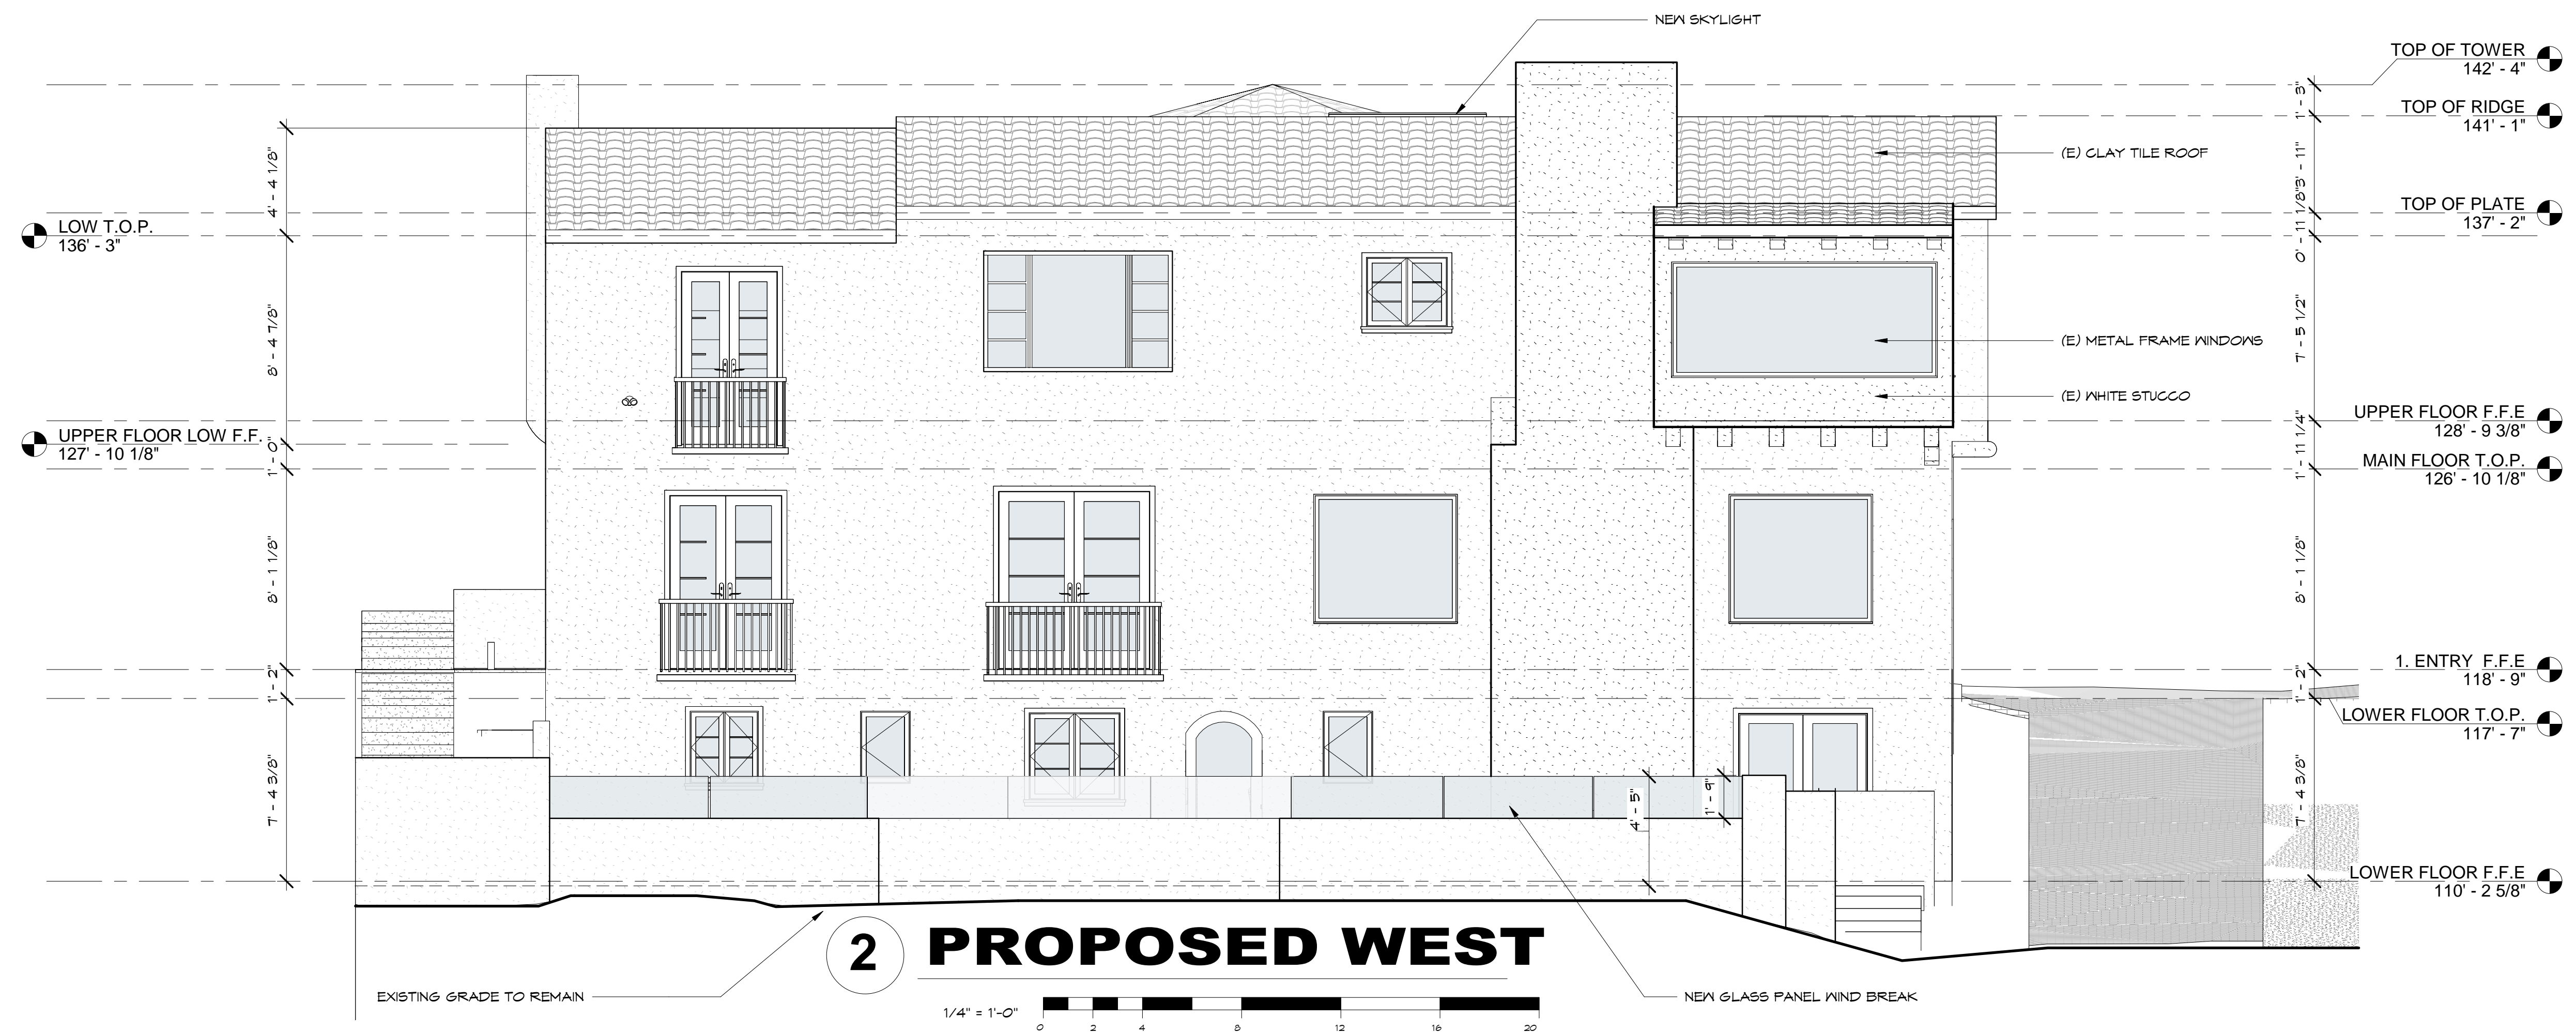 NEW SKYLIGHT
TOP OF TOWER
142' - 4"
1' - 3"
TOP OF RIDGE
141' - 1"
(E) CLAY TILE ROOF
4' - 4 1/8"
3' - 11"
TOP OF PLATE
137' - 2"
LOW T.O.P.
136' - 3"
0' - 11 1/8"
8' - 4 7/8"
7' - 5 1/2"
(E) METAL FRAME WINDOWS
(E) WHITE STUCCO
UPPER FLOOR F.F.E
128' - 9 3/8"
UPPER FLOOR LOW F.F.
127' - 10 1/8"
1' - 0"
1' - 11 1/4"
MAIN FLOOR T.O.P.
126' - 10 1/8"
8' - 1 1/8"
8' - 1 1/8"
1. ENTRY F.F.E
118' - 9"
1' - 2"
1' - 2"
LOWER FLOOR T.O.P.
117' - 7"
7' - 4 3/8"
4' - 5"
1' - 9"
7' - 4 3/8"
LOWER FLOOR F.F.E
110' - 2 5/8"
2 PROPOSED WEST
EXISTING GRADE TO REMAIN
NEW GLASS PANEL WIND BREAK
1/4" = 1'-0"
0 2 4 8 12 16 20